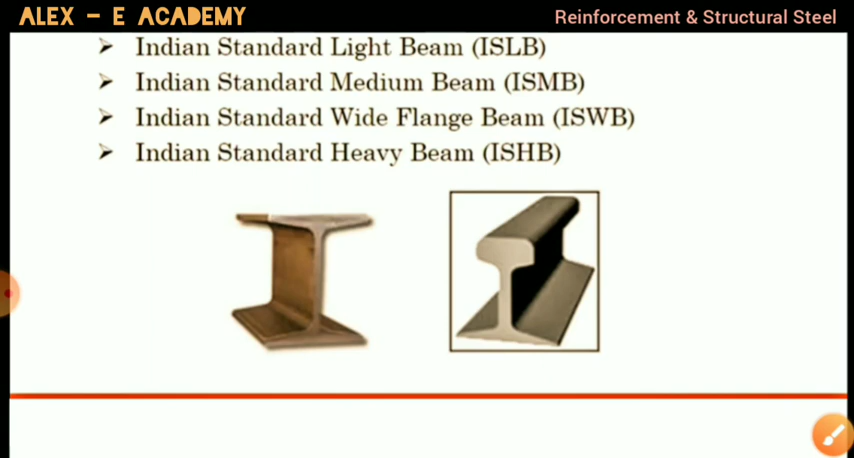 ALEX - E ACADEMY
Reinforcement & Structural Steel
➢ Indian Standard Light Beam (ISLB)
➢ Indian Standard Medium Beam (ISMB)
➢ Indian Standard Wide Flange Beam (ISWB)
➢ Indian Standard Heavy Beam (ISHB)